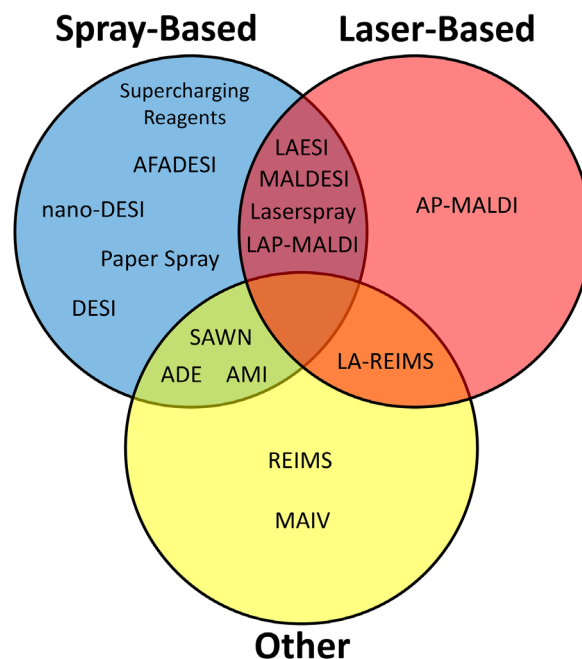 Spray-Based
Laser-Based
Supercharging
Reagents
AFADESI
nano-DESI
Paper Spray
DESI
LAESI
MALDESI
Laserspray
LAP-MALDI
AP-MALDI
SAWN
ADE AMI
LA-REIMS
REIMS
MAIV
Other